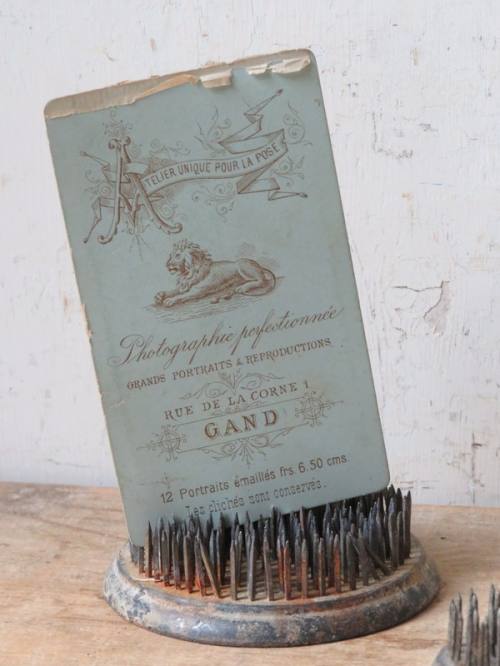 ATELIER UNIQUE POUR LA POSE
Photographie perfectionnée
GRANDS PORTRAITS & REPRODUCTIONS
RUE DE LA CORNE 1
GAND
12 Portraits émaillés frs 6.50 cms.
Les clichés sont conservés.